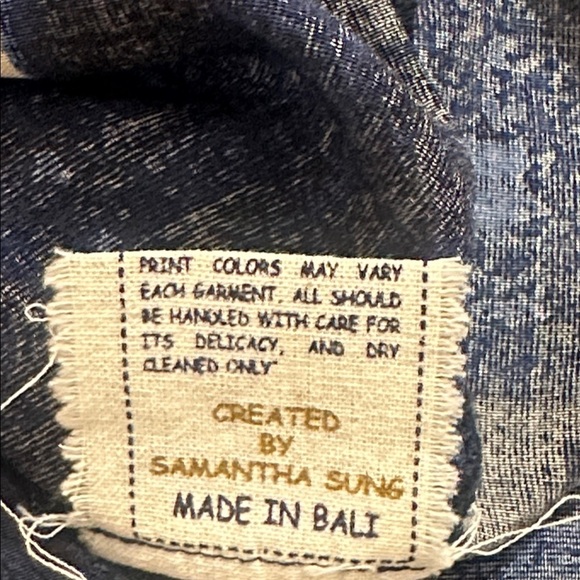 PRINT COLORS MAY VARY
EACH GARMENT. ALL SHOULD
BE HANDLED WITH CARE FOR
ITS DELICACY, AND DRY
CLEANED ONLY"
CREATED
BY
SAMANTHA SUNG
MADE IN BALI